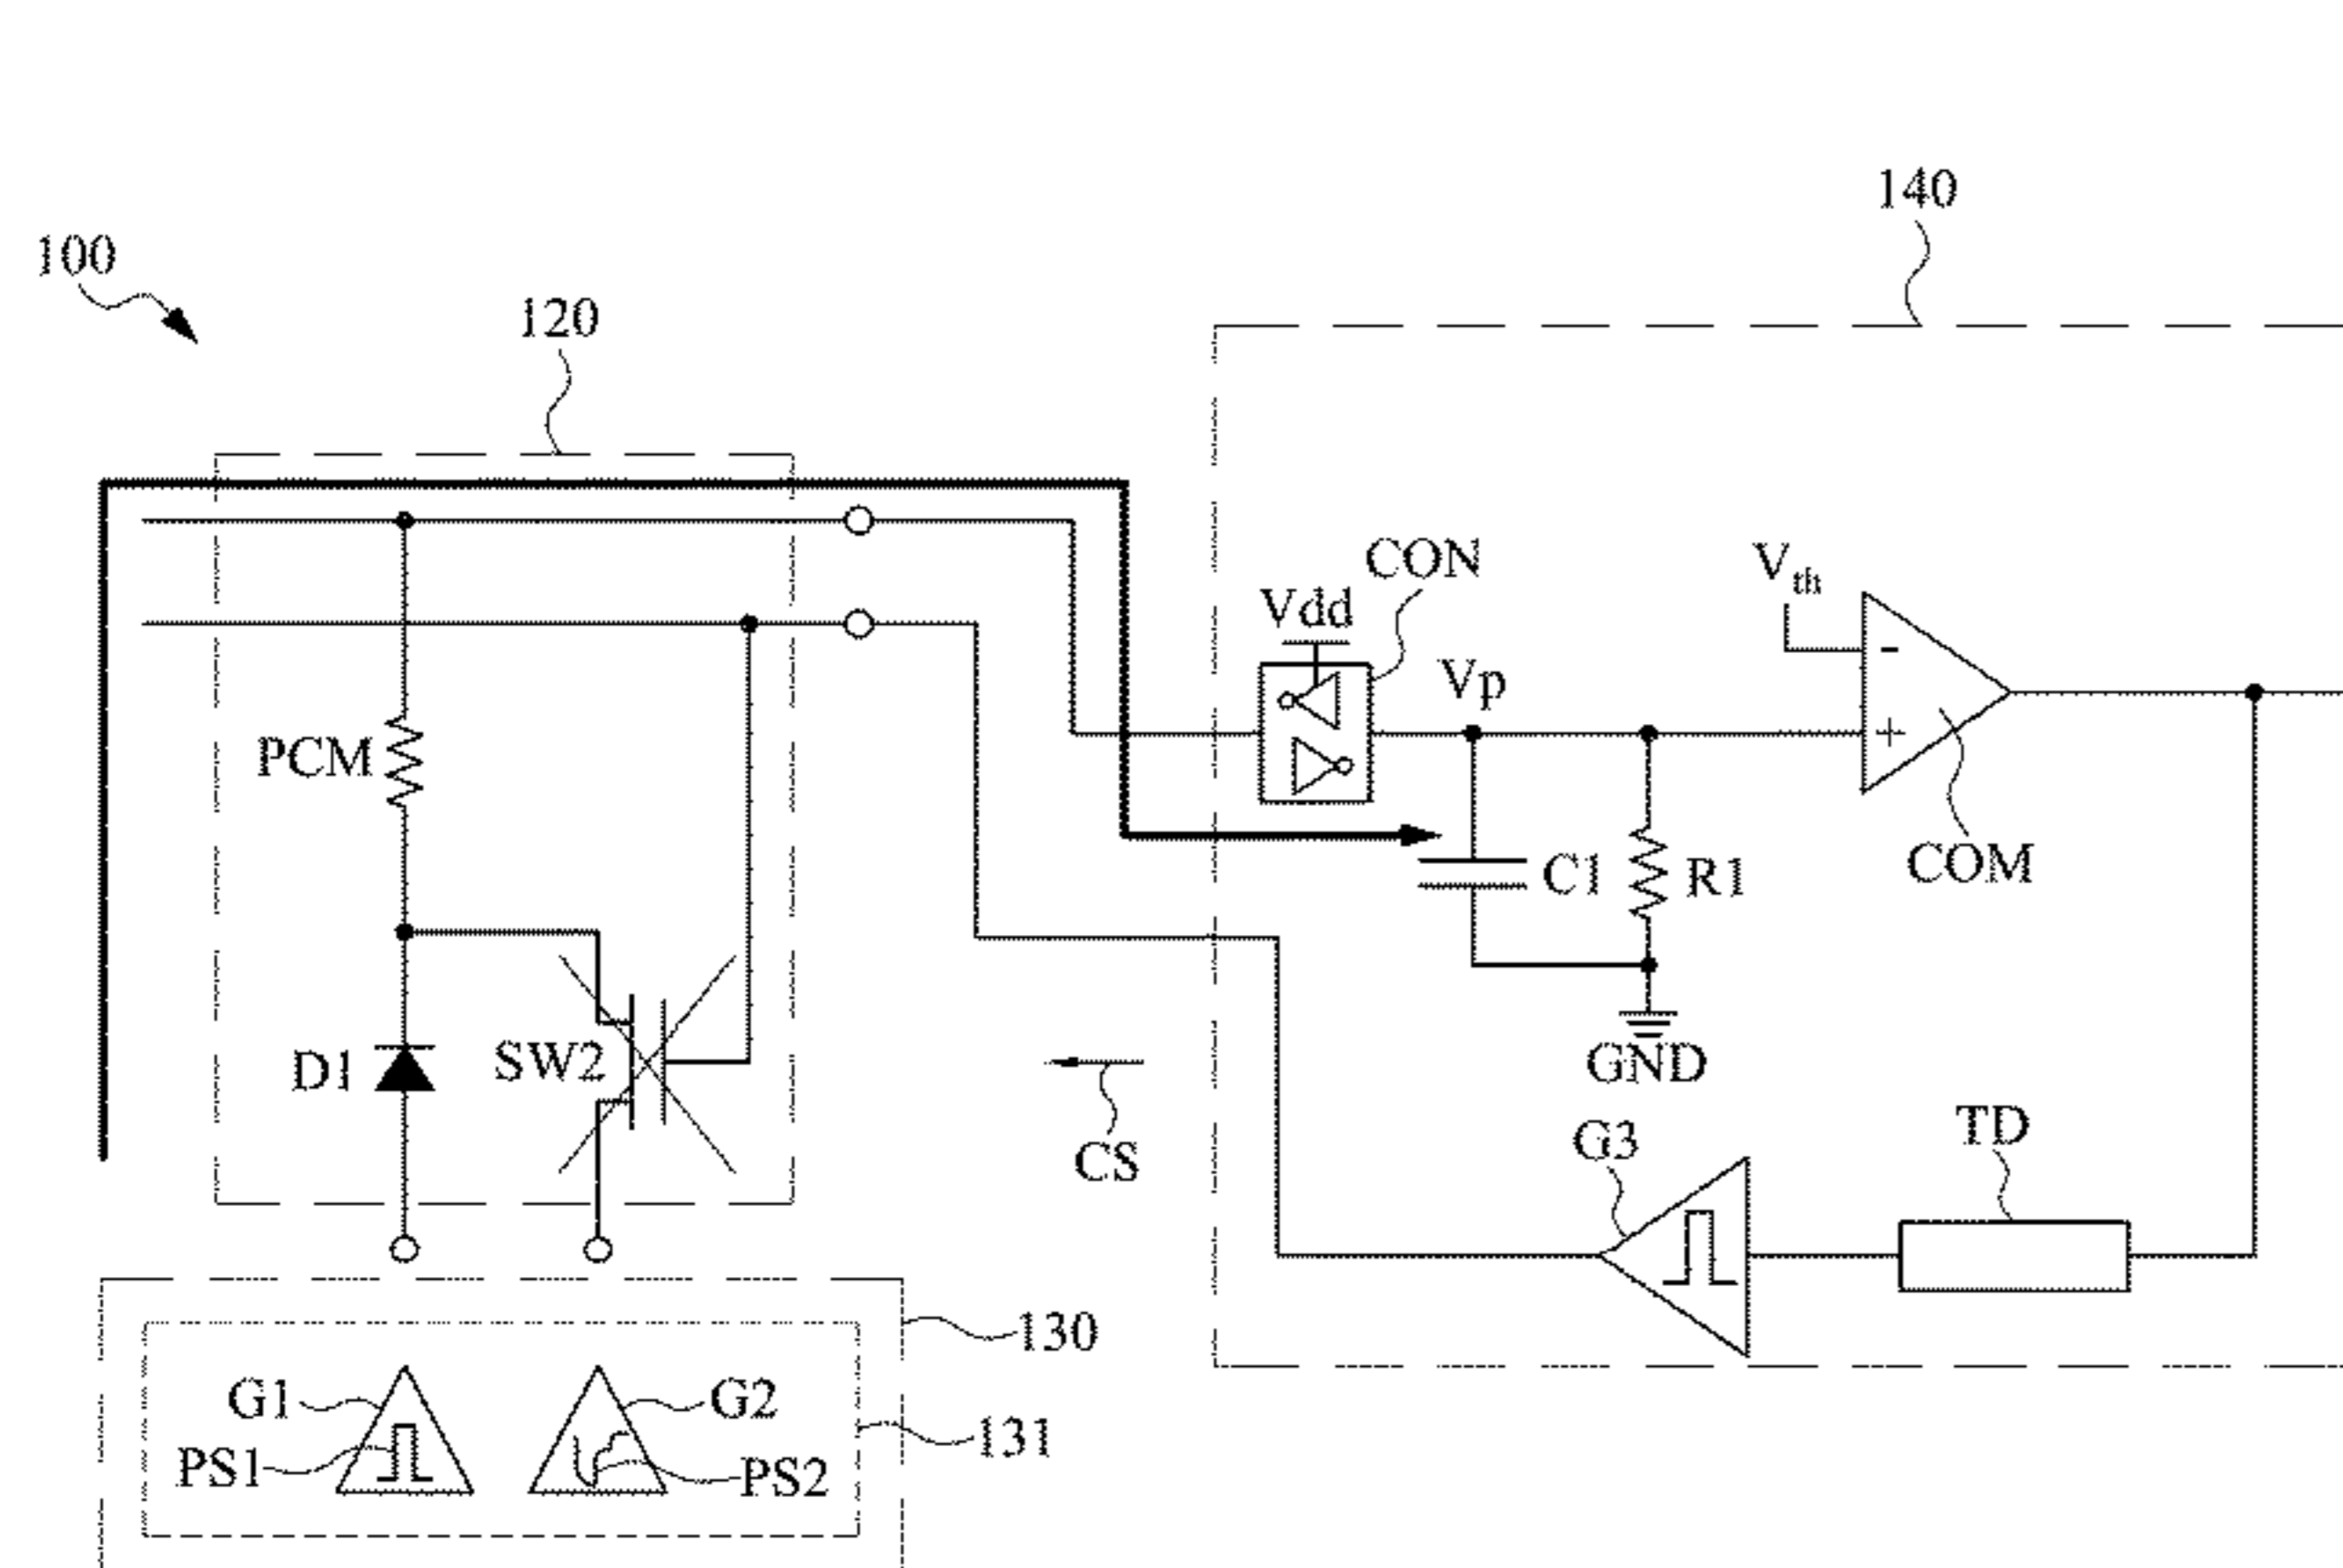 140
100
120
CON
Vth
Vdd
Vp
-
PCM
+
COM
C1
R1
D1
SW2
GND
CS
G3
TD
130
G1
G2
131
PS1
PS2